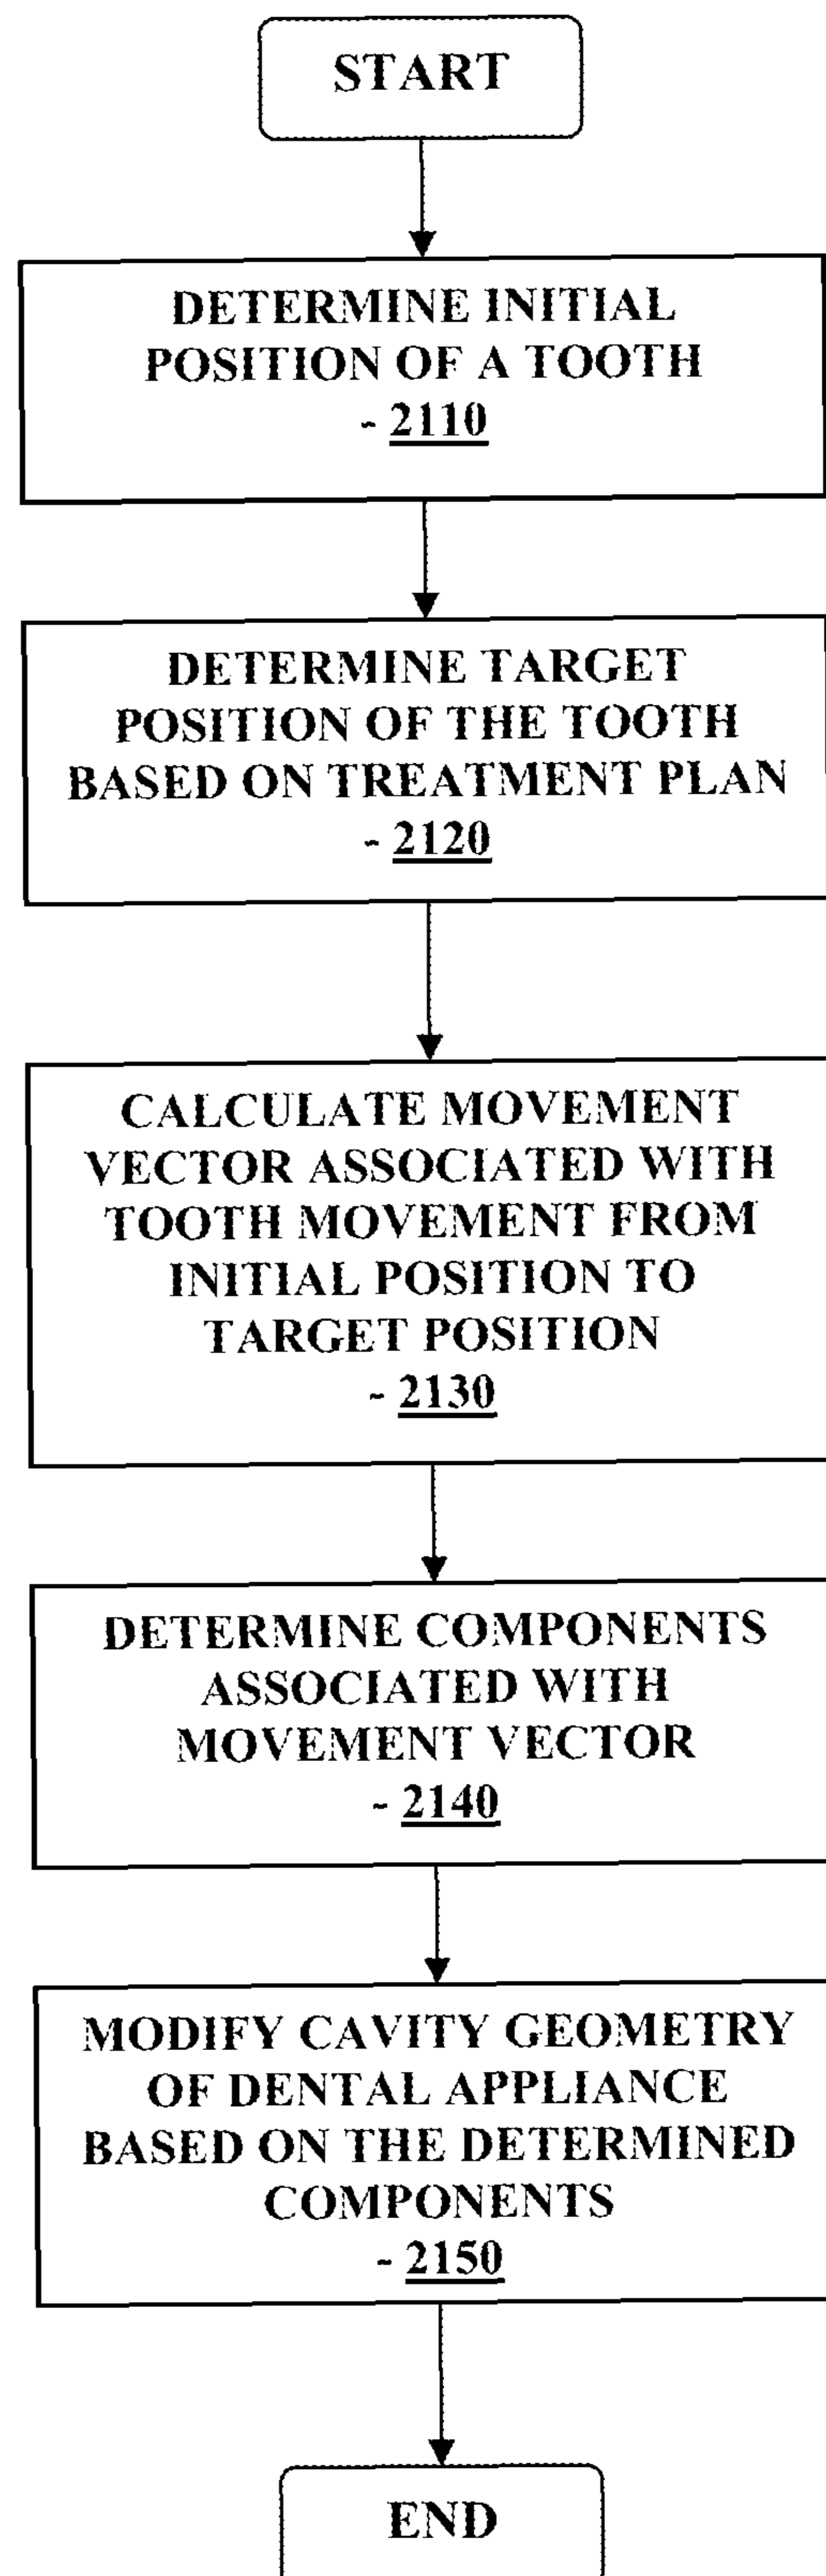 START
DETERMINE INITIAL
POSITION OF A TOOTH
- 2110
DETERMINE TARGET
POSITION OF THE TOOTH
BASED ON TREATMENT PLAN
- 2120
CALCULATE MOVEMENT
VECTOR ASSOCIATED WITH
TOOTH MOVEMENT FROM
INITIAL POSITION TO
TARGET POSITION
- 2130
DETERMINE COMPONENTS
ASSOCIATED WITH
MOVEMENT VECTOR
- 2140
MODIFY CAVITY GEOMETRY
OF DENTAL APPLIANCE
BASED ON THE DETERMINED
COMPONENTS
- 2150
END